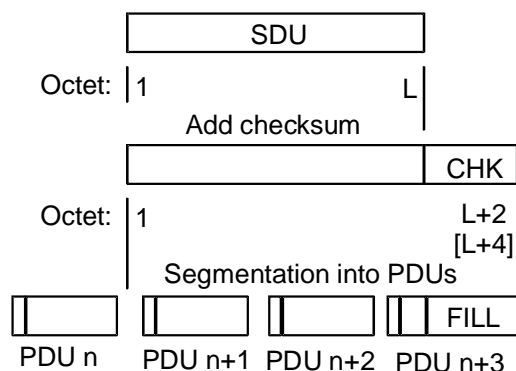 SDU
Octet: 1 L
Add checksum
CHK
Octet: 1 L+2
[L+4]
Segmentation into PDUs
FILL
PDU n PDU n+1 PDU n+2 PDU n+3